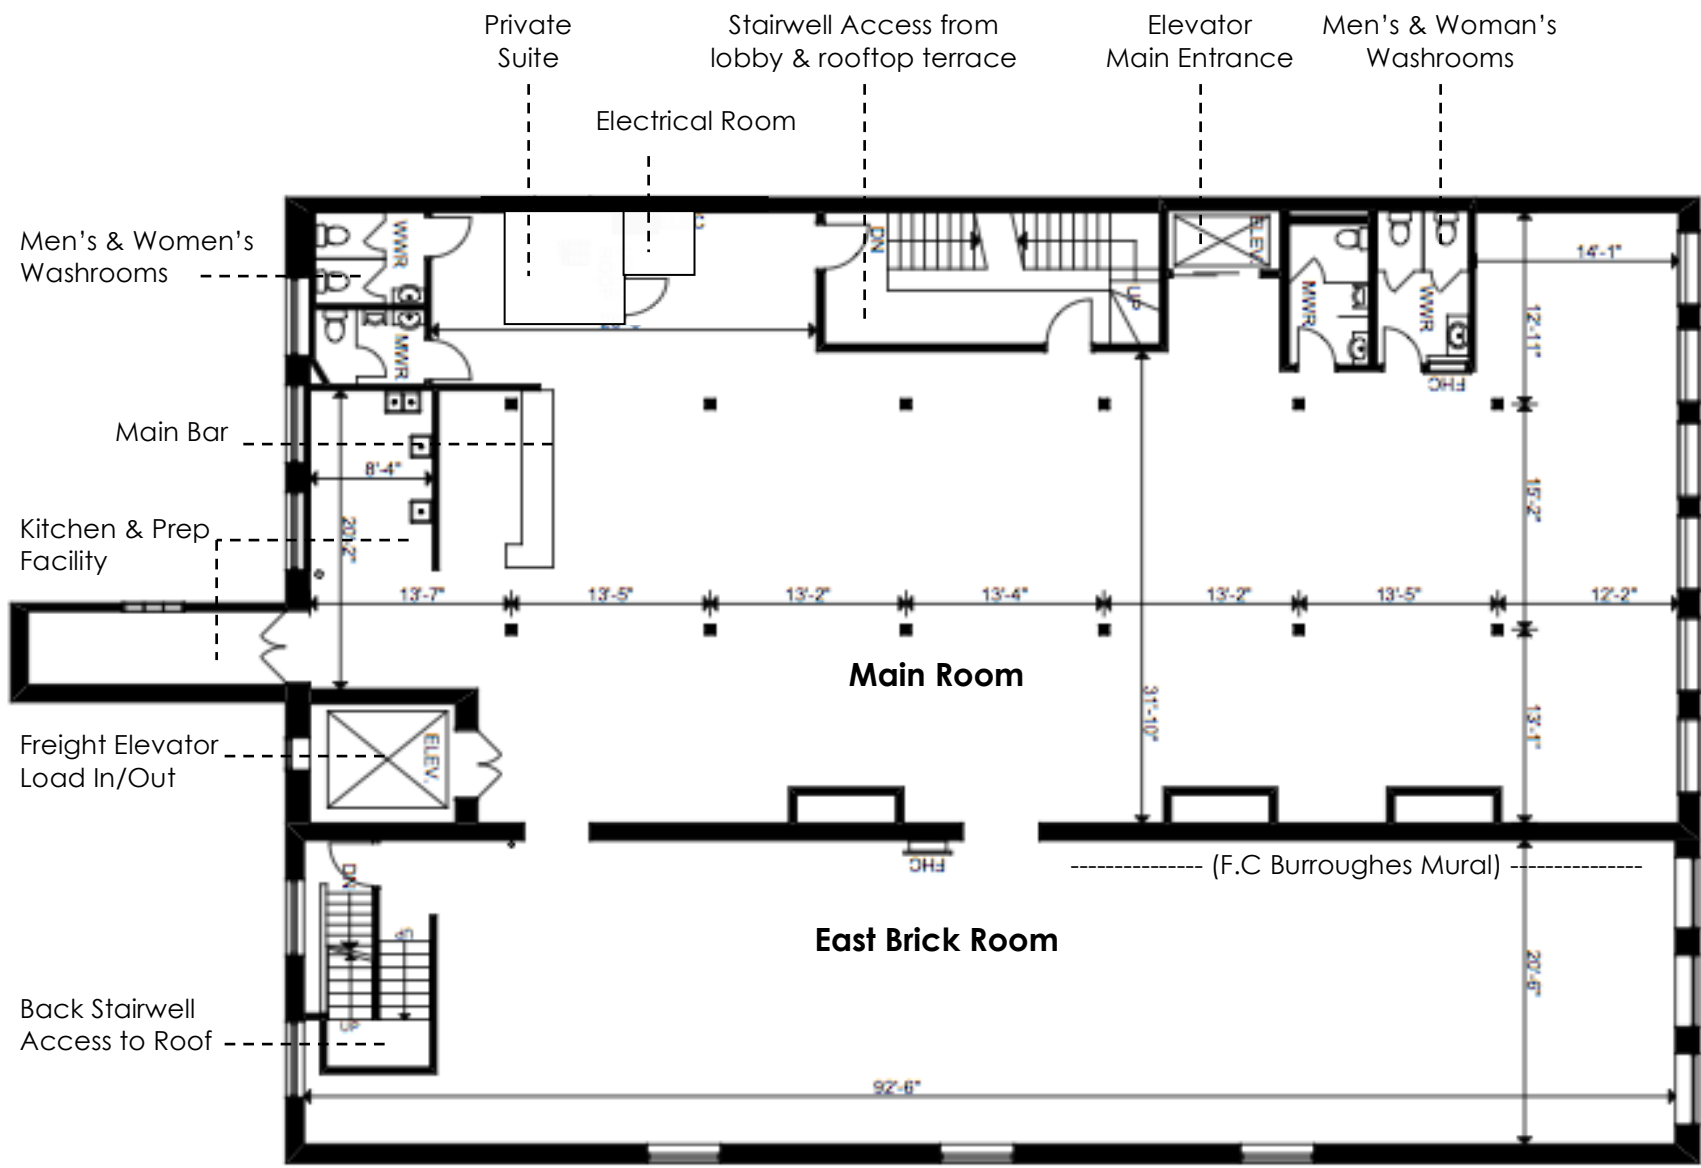 Private
Suite
Stairwell Access from
lobby & rooftop terrace
Elevator
Main Entrance
Men's & Woman's
Washrooms
Electrical Room
Men's & Women's
Washrooms
WWR
MWR
DN
UP
ELEV.
MWR
WWR
FHC
14'-1"
12'-11"
Main Bar
8'-4"
20'-2"
15'-2"
Kitchen & Prep
Facility
13'-7"
13'-5"
13'-2"
13'-4"
13'-2"
13'-5"
12'-2"
Main Room
31'-10"
13'-1"
Freight Elevator
Load In/Out
ELEV.
FHC
(F.C Burroughes Mural)
DN
UP
East Brick Room
20'-6"
Back Stairwell
Access to Roof
UP
92'-6"